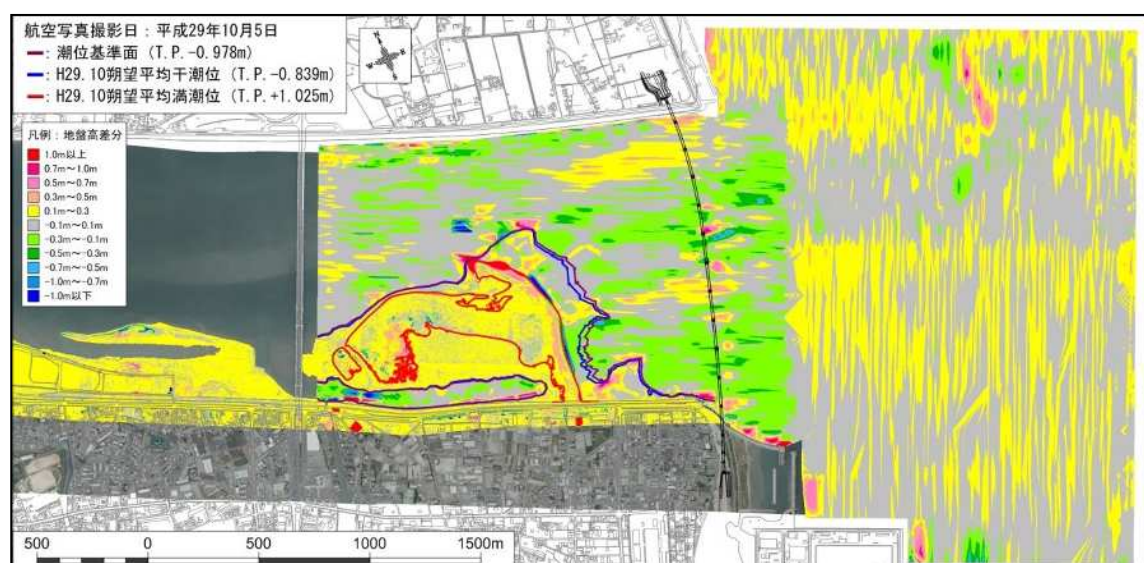 航空写真撮影日：平成29年10月5日
：潮位基準面（T.P.-0.978m）
：H29.10朔望平均干潮位（T.P.-0.839m）
：H29.10朔望平均満潮位（T.P.+1.025m）
凡例：地盤高差分
1.0m以上
0.7m～1.0m
0.5m～0.7m
0.3m～0.5m
0.1m～0.3
-0.1m～0.1m
-0.3m～-0.1m
-0.5m～-0.3m
-0.7m～-0.5m
-1.0m～-0.7m
-1.0m以下
500 0 500 1000 1500m